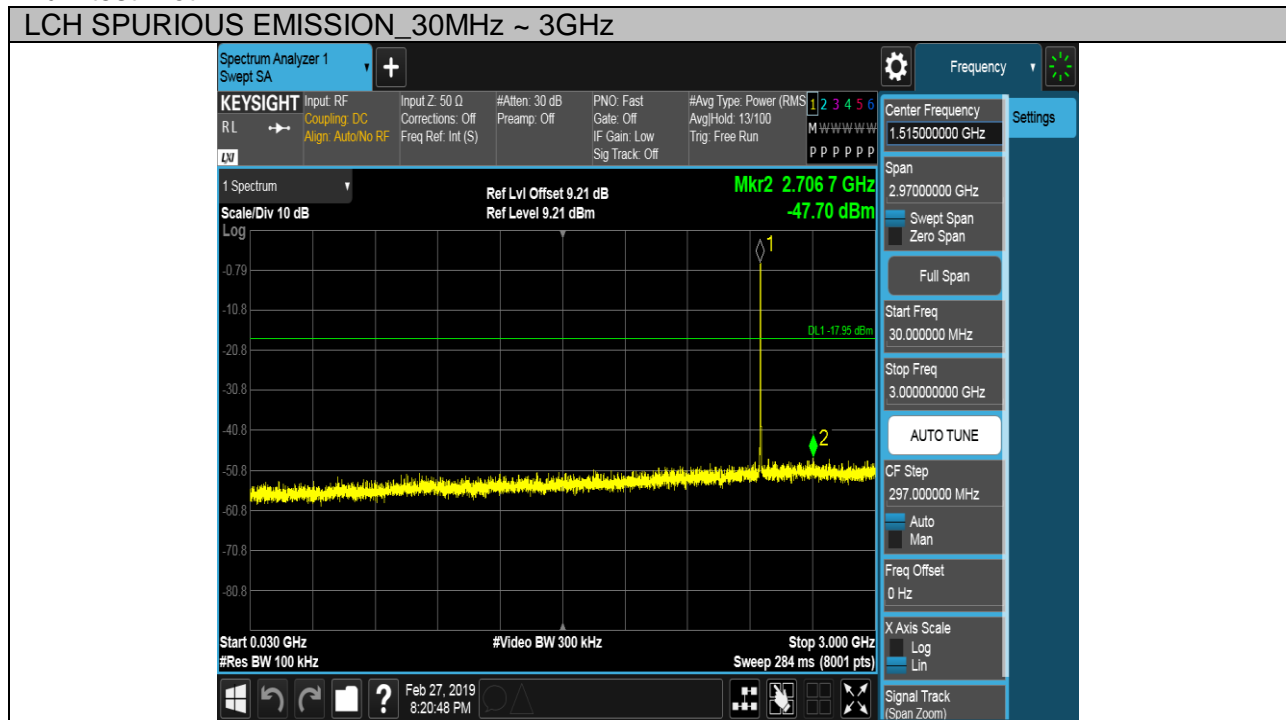 LCH SPURIOUS EMISSION_30MHz ~ 3GHz
Spectrum Analyzer 1
Swept SA
Frequency
KEYSIGHT
RL
LXI
Input: RF
Coupling: DC
Align: Auto/No RF
Input Z: 50 Ω
Corrections: Off
Freq Ref: Int (S)
#Atten: 30 dB
Preamp: Off
PNO: Fast
Gate: Off
IF Gain: Low
Sig Track: Off
#Avg Type: Power (RMS
Avg|Hold: 13/100
Trig: Free Run
1 2 3 4 5 6
M W W W W W
P P P P P P
1 Spectrum
Scale/Div 10 dB
Log
Ref Lvl Offset 9.21 dB
Ref Level 9.21 dBm
Mkr2 2.706 7 GHz
-47.70 dBm
1
-0.79
-10.8
DL1 -17.95 dBm
-20.8
-30.8
-40.8
2
-50.8
-60.8
-70.8
-80.8
Start 0.030 GHz
#Video BW 300 kHz
Stop 3.000 GHz
#Res BW 100 kHz
Sweep 284 ms (8001 pts)
?
Feb 27, 2019
8:20:48 PM
Center Frequency
1.515000000 GHz
Settings
Span
2.97000000 GHz
Swept Span
Zero Span
Full Span
Start Freq
30.000000 MHz
Stop Freq
3.000000000 GHz
AUTO TUNE
CF Step
297.000000 MHz
Auto
Man
Freq Offset
0 Hz
X Axis Scale
Log
Lin
Signal Track
(Span Zoom)